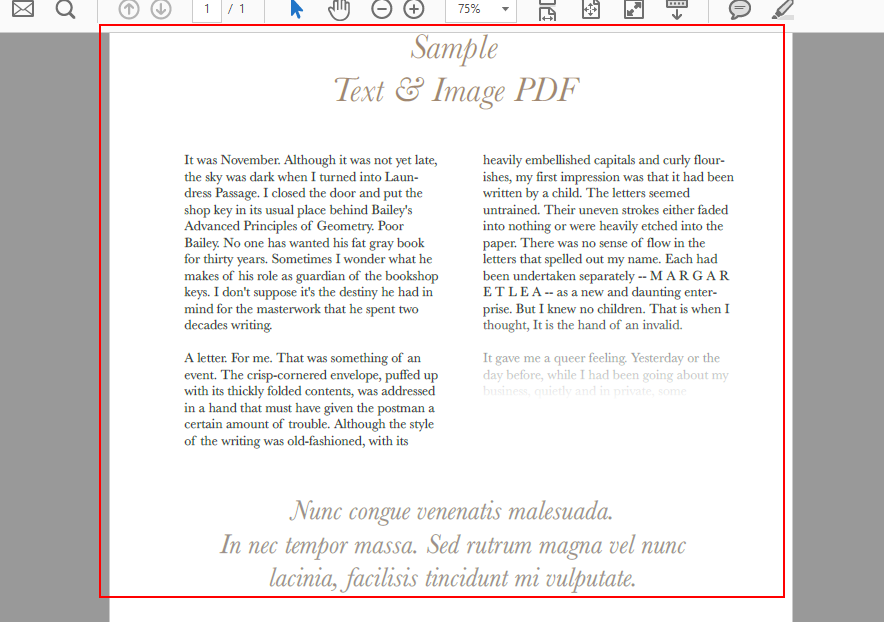 1 / 1
75%
Sample
Text & Image PDF
It was November. Although it was not yet late,
the sky was dark when I turned into Laun-
dress Passage. I closed the door and put the
shop key in its usual place behind Bailey's
Advanced Principles of Geometry. Poor
Bailey. No one has wanted his fat gray book
for thirty years. Sometimes I wonder what he
makes of his role as guardian of the bookshop
keys. I don't suppose it's the destiny he had in
mind for the masterwork that he spent two
decades writing.
A letter. For me. That was something of an
event. The crisp-cornered envelope, puffed up
with its thickly folded contents, was addressed
in a hand that must have given the postman a
certain amount of trouble. Although the style
of the writing was old-fashioned, with its
heavily embellished capitals and curly flour-
ishes, my first impression was that it had been
written by a child. The letters seemed
untrained. Their uneven strokes either faded
into nothing or were heavily etched into the
paper. There was no sense of flow in the
letters that spelled out my name. Each had
been undertaken separately -- M A R G A R
E T L E A -- as a new and daunting enter-
prise. But I knew no children. That is when I
thought, It is the hand of an invalid.
It gave me a queer feeling. Yesterday or the
day before, while I had been going about my
business, quietly and in private, some
Nunc congue venenatis malesuada.
In nec tempor massa. Sed rutrum magna vel nunc
lacinia, facilisis tincidunt mi vulputate.